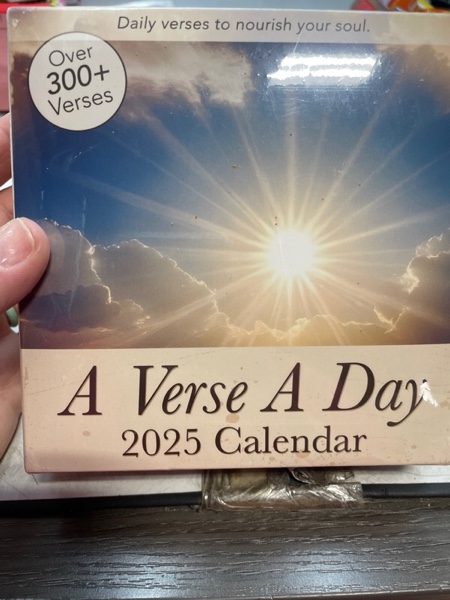 Daily verses to nourish your soul.
Over
300+
Verses
A Verse A Day
2025 Calendar